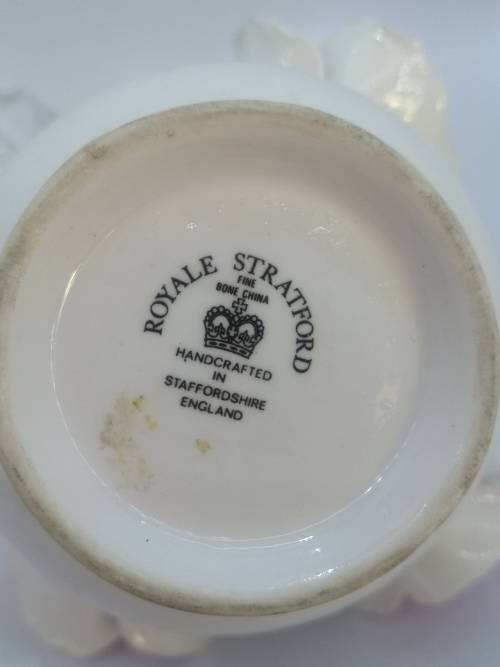 ROYALE STRATFORD
FINE
BONE CHINA
HANDCRAFTED
IN
STAFFORDSHIRE
ENGLAND